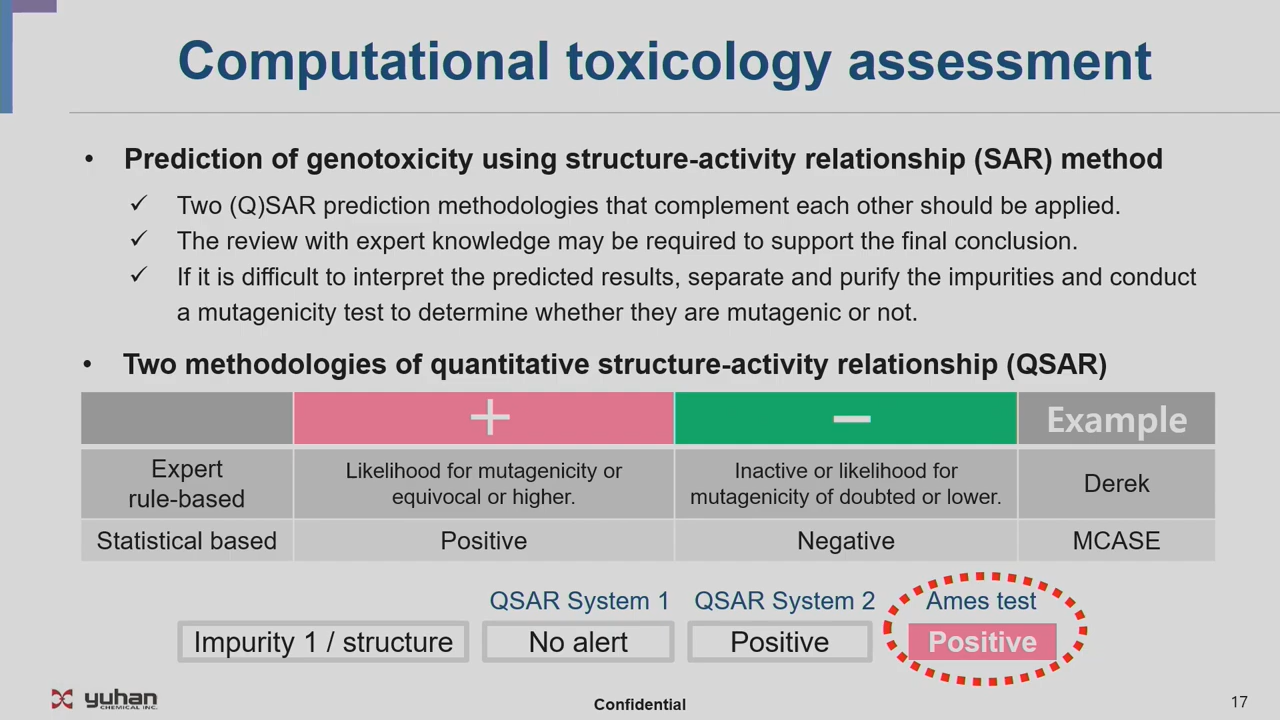 Computational toxicology assessment
• Prediction of genotoxicity using structure-activity relationship (SAR) method
✓ Two (Q)SAR prediction methodologies that complement each other should be applied.
✓ The review with expert knowledge may be required to support the final conclusion.
✓ If it is difficult to interpret the predicted results, separate and purify the impurities and conduct
a mutagenicity test to determine whether they are mutagenic or not.
• Two methodologies of quantitative structure-activity relationship (QSAR)
+ − Example
Expert
rule-based
Likelihood for mutagenicity or
equivocal or higher.
Inactive or likelihood for
mutagenicity of doubted or lower.
Derek
Statistical based Positive Negative MCASE
QSAR System 1 QSAR System 2 Ames test
Impurity 1 / structure No alert Positive Positive
yuhan
CHEMICAL INC.
Confidential
17